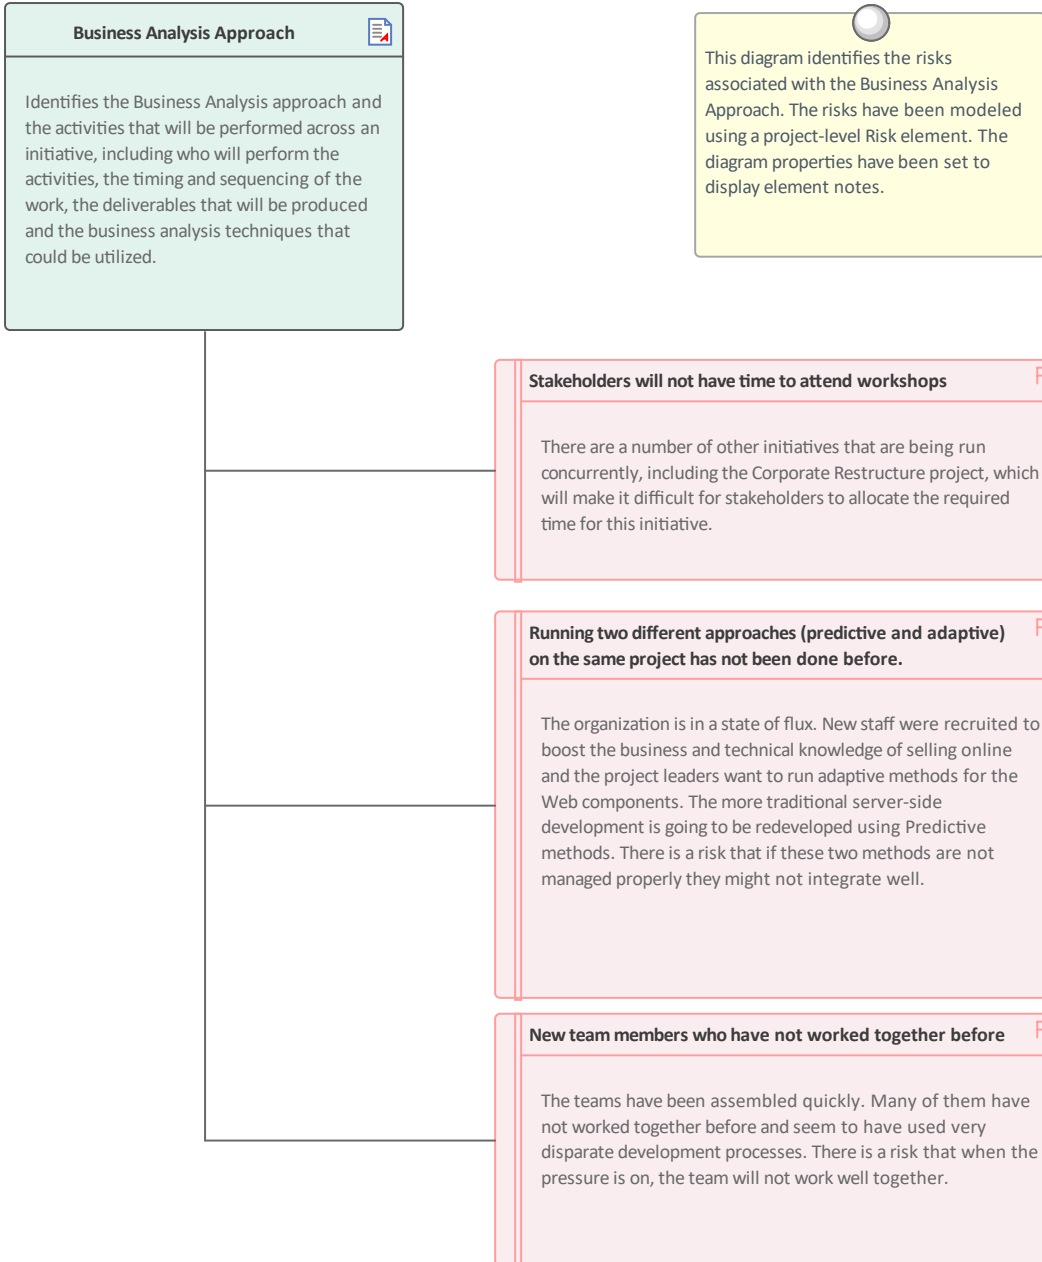 Business Analysis Approach
Identifies the Business Analysis approach and
the activities that will be performed across an
initiative, including who will perform the
activities, the timing and sequencing of the
work, the deliverables that will be produced
and the business analysis techniques that
could be utilized.
This diagram identifies the risks
associated with the Business Analysis
Approach. The risks have been modeled
using a project-level Risk element. The
diagram properties have been set to
display element notes.
Stakeholders will not have time to attend workshops
There are a number of other initiatives that are being run
concurrently, including the Corporate Restructure project, which
will make it difficult for stakeholders to allocate the required
time for this initiative.
Running two different approaches (predictive and adaptive)
on the same project has not been done before.
The organization is in a state of flux. New staff were recruited to
boost the business and technical knowledge of selling online
and the project leaders want to run adaptive methods for the
Web components. The more traditional server-side
development is going to be redeveloped using Predictive
methods. There is a risk that if these two methods are not
managed properly they might not integrate well.
New team members who have not worked together before
The teams have been assembled quickly. Many of them have
not worked together before and seem to have used very
disparate development processes. There is a risk that when the
pressure is on, the team will not work well together.